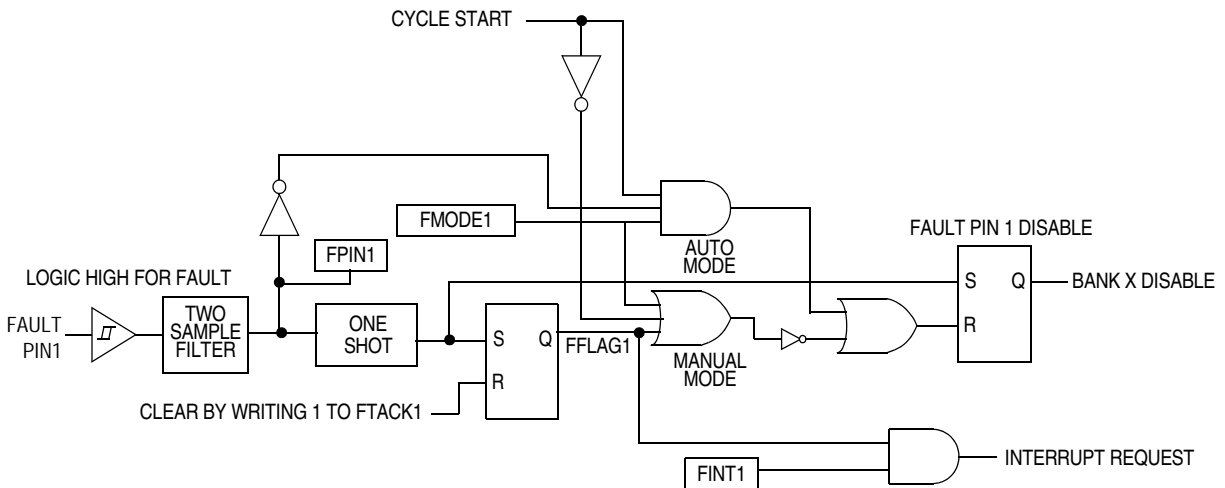 CYCLE START
FMODE1
AUTO
MODE
FAULT PIN 1 DISABLE
S Q
R
BANK X DISABLE
FPIN1
LOGIC HIGH FOR FAULT
FAULT
PIN1
TWO
SAMPLE
FILTER
ONE
SHOT
S Q
R
FFLAG1
MANUAL
MODE
CLEAR BY WRITING 1 TO FTACK1
FINT1
INTERRUPT REQUEST